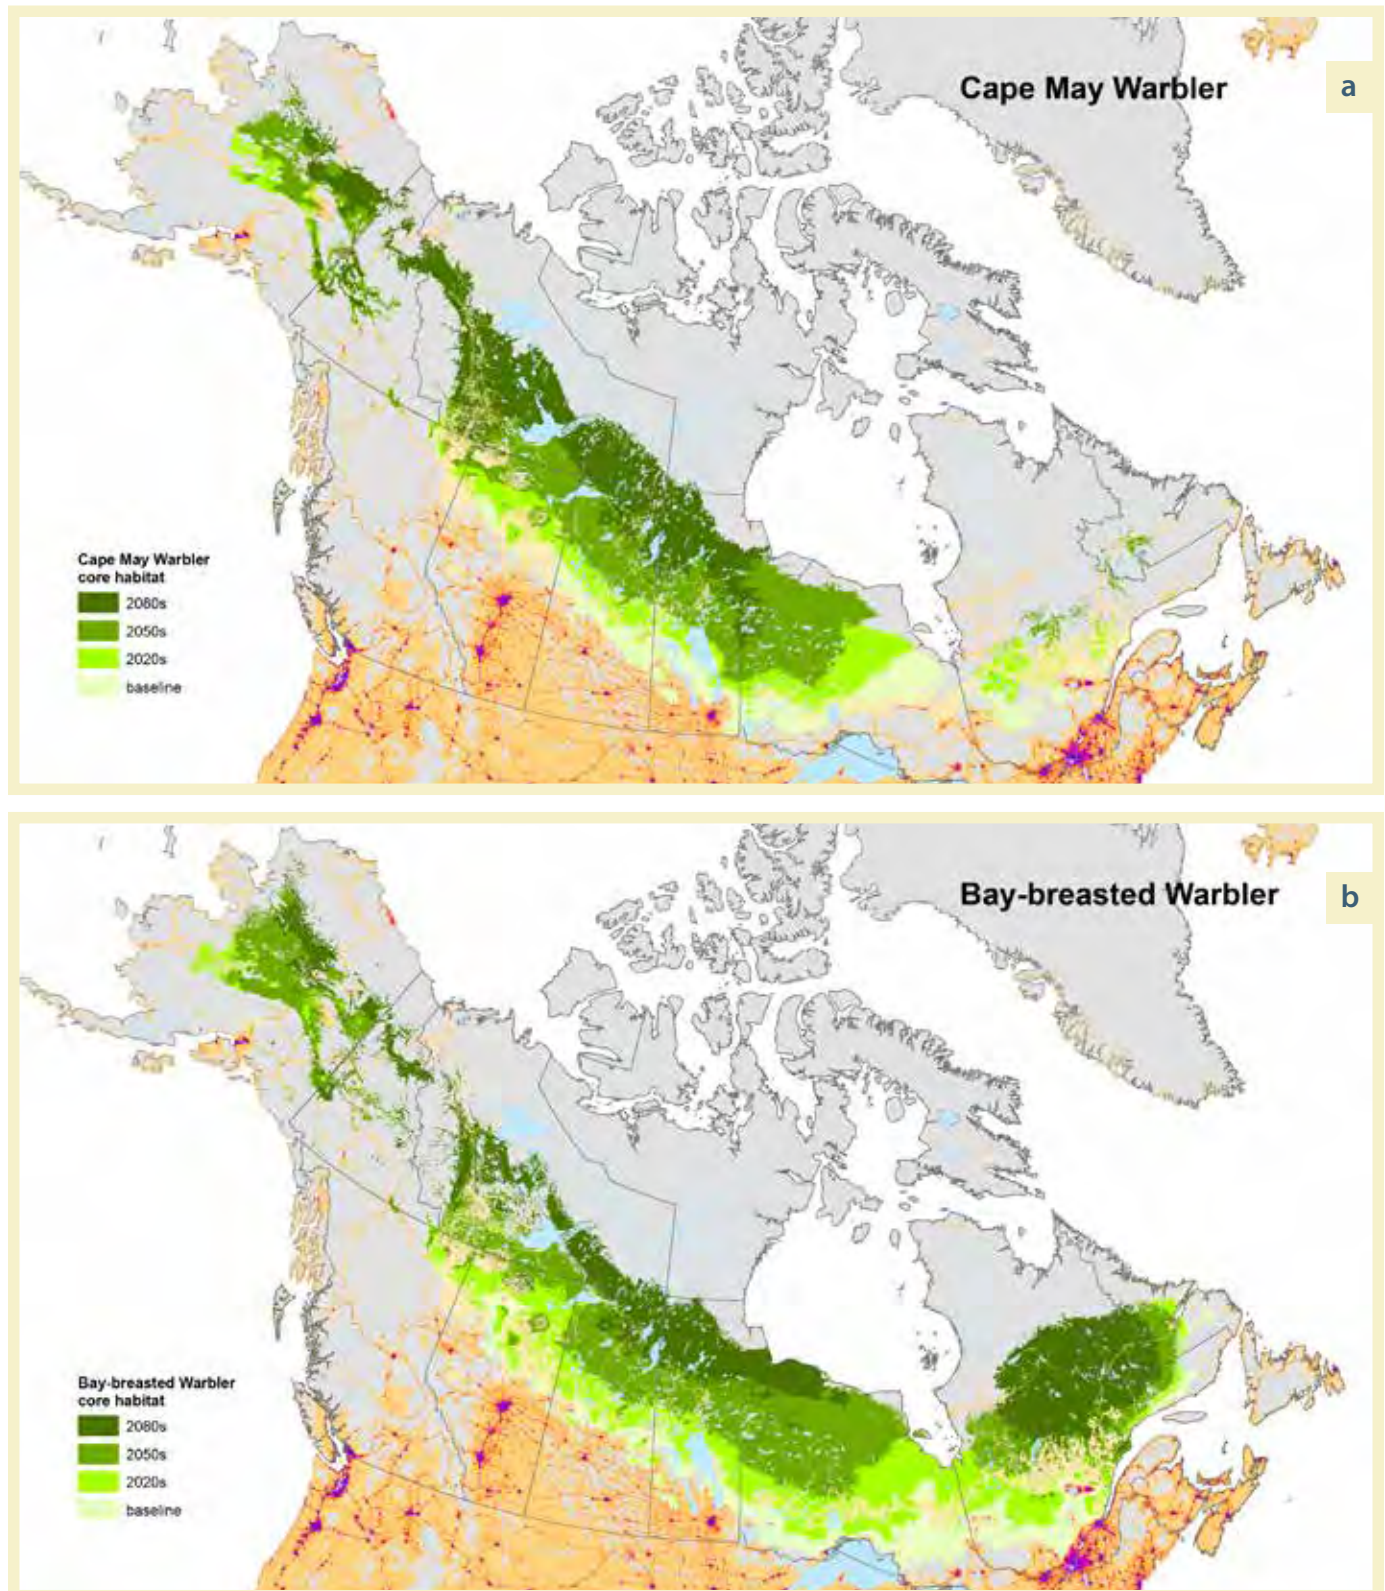 Cape May Warbler
a
Cape May Warbler
core habitat
2080s
2050s
2020s
baseline
Bay-breasted Warbler
b
Bay-breasted Warbler
core habitat
2080s
2050s
2020s
baseline